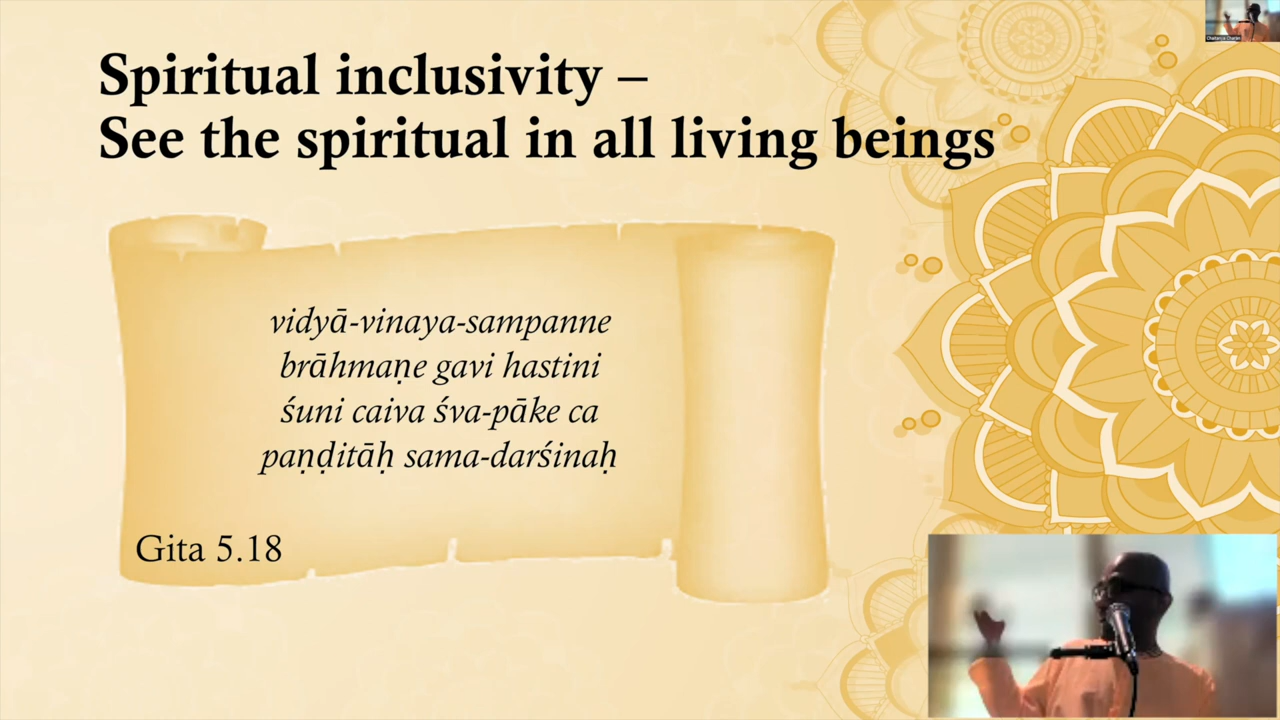 Spiritual inclusivity –
See the spiritual in all living beings
vidyā-vinaya-sampanne
brāhmaṇe gavi hastini
śuni caiva śva-pāke ca
paṇḍitāḥ sama-darśinaḥ
Gita 5.18